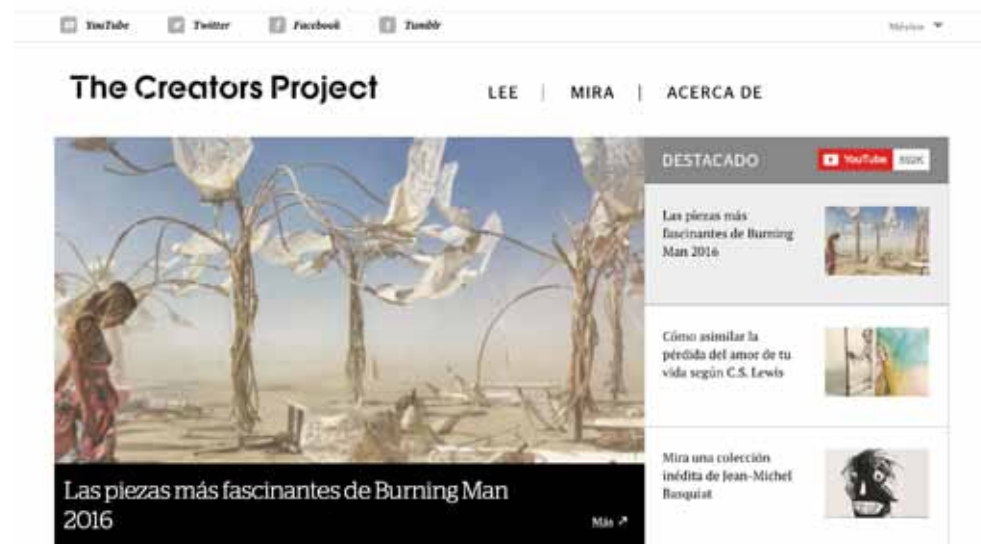 YouTube
Twitter
Facebook
Tumblr
México
The Creators Project
LEE | MIRA | ACERCA DE
DESTACADO
YouTube
Las piezas más
fascinantes de Burning
Man 2016
Cómo asimilar la
pérdida del amor de tu
vida según C.S. Lewis
Mira una colección
inédita de Jean-Michel
Basquiat
Las piezas más fascinantes de Burning Man
2016
Más